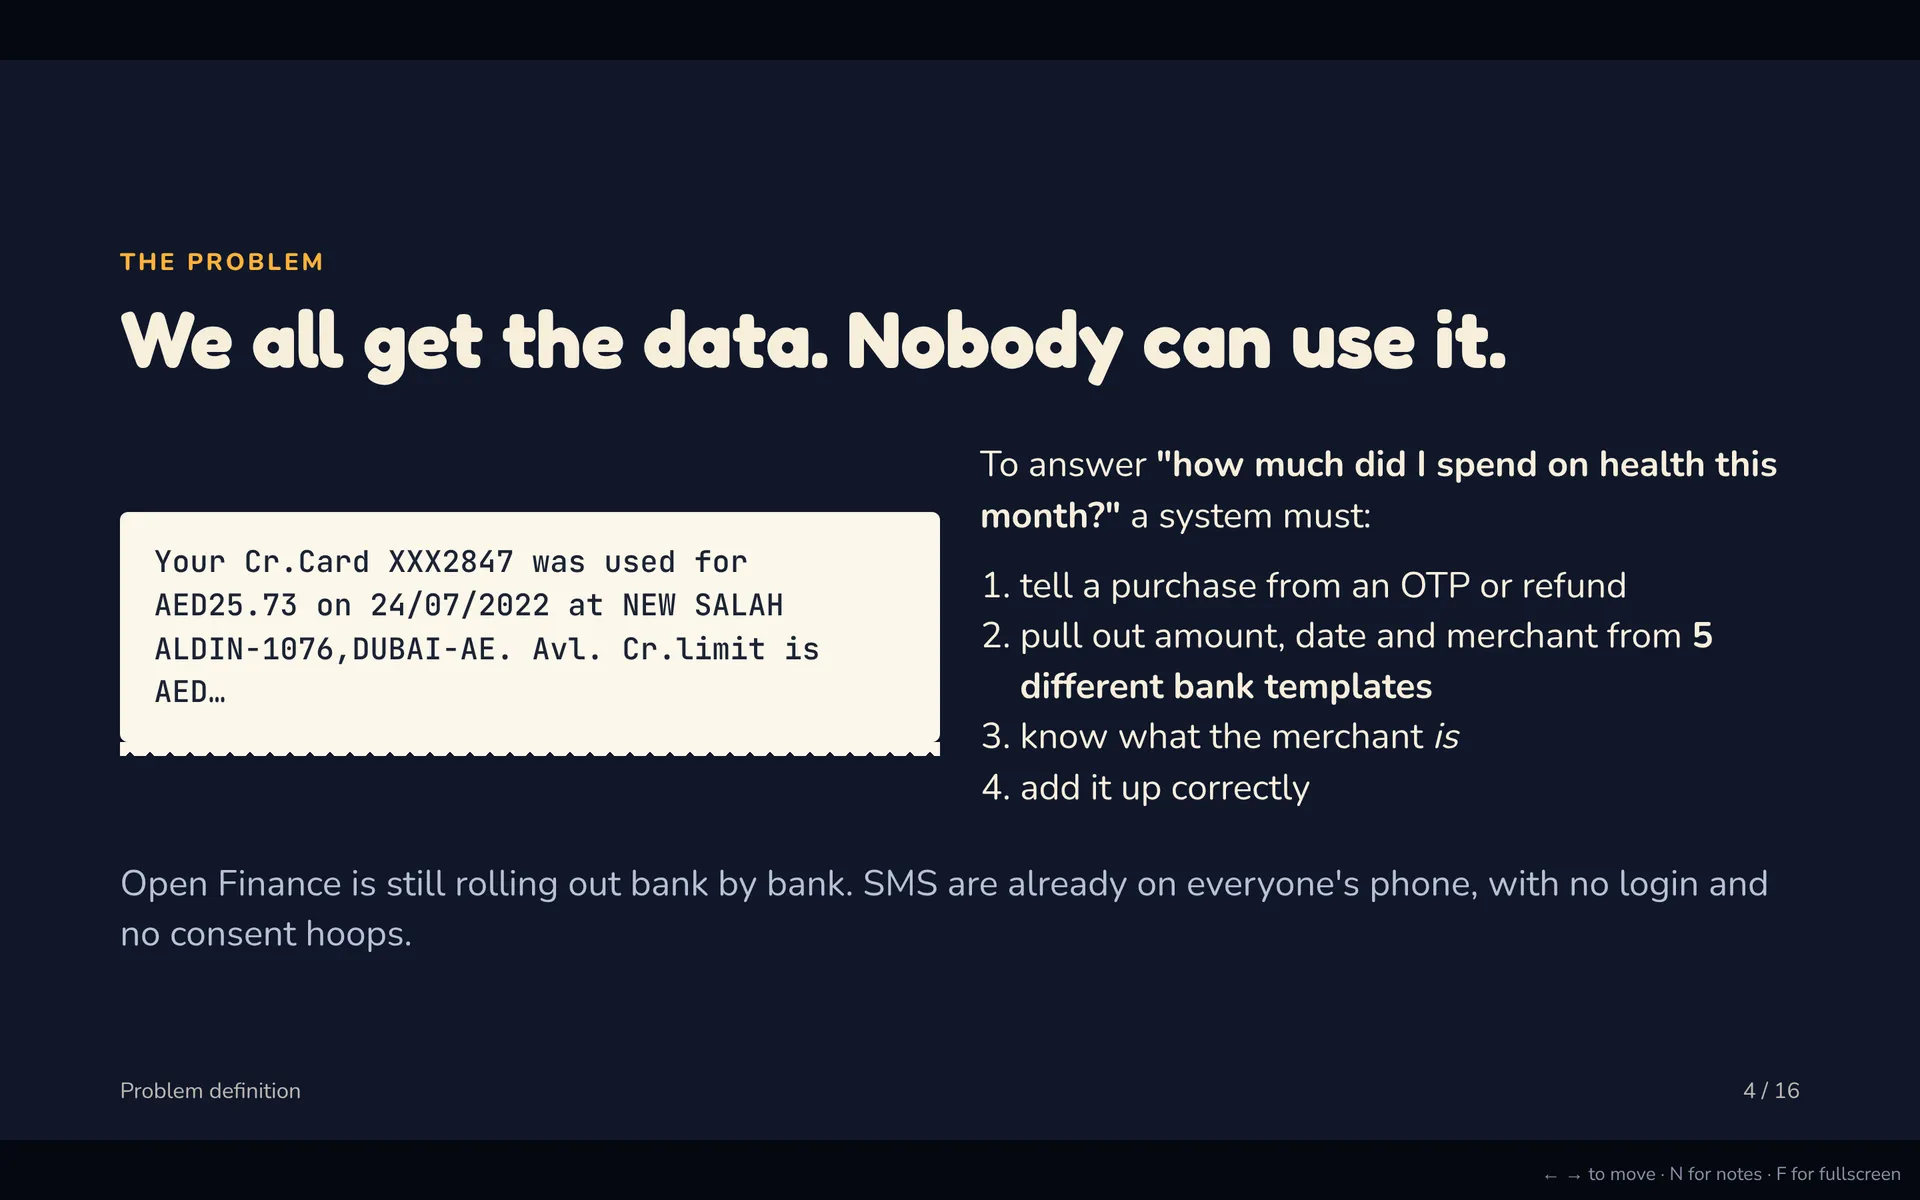 THE PROBLEM
We all get the data. Nobody can use it.
Your Cr.Card XXX2847 was used for
AED25.73 on 24/07/2022 at NEW SALAH
ALDIN-1076,DUBAI-AE. Avl. Cr.limit is
AED…
To answer "how much did I spend on health this
month?" a system must:
1. tell a purchase from an OTP or refund
2. pull out amount, date and merchant from 5
different bank templates
3. know what the merchant is
4. add it up correctly
Open Finance is still rolling out bank by bank. SMS are already on everyone's phone, with no login and
no consent hoops.
Problem definition
4 / 16
← → to move · N for notes · F for fullscreen